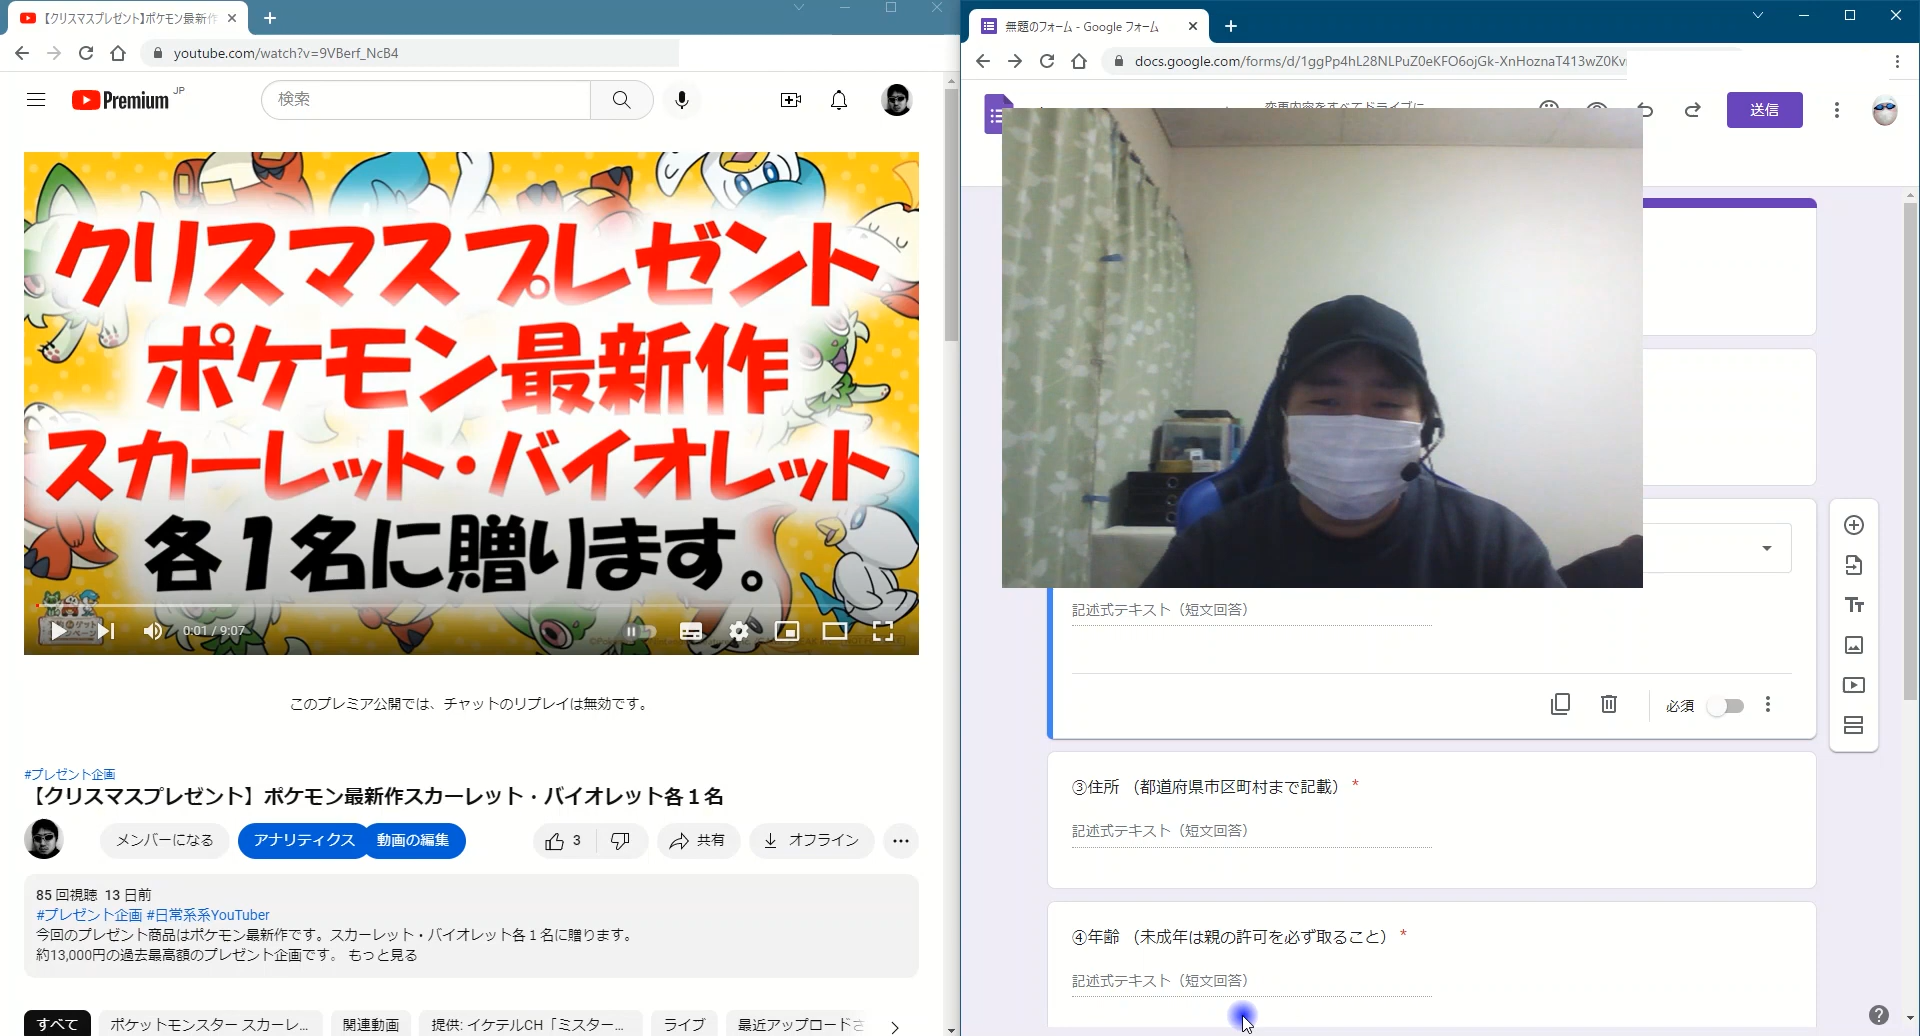 【クリスマスプレゼント】ポケモン最新作
youtube.com/watch?v=9VBerf_NcB4
Premium JP
検索
クリスマスプレゼント
ポケモン最新作
スカーレット・バイオレット
各1名に贈ります。
0:01 / 9:07
このプレミア公開では、チャットのリプレイは無効です。
#プレゼント企画
【クリスマスプレゼント】ポケモン最新作スカーレット・バイオレット各１名
メンバーになる
アナリティクス
動画の編集
3
共有
オフライン
85 回視聴 13 日前
#プレゼント企画 #日常系系YouTuber
今回のプレゼント商品はポケモン最新作です。スカーレット・バイオレット各１名に贈ります。
約13,000円の過去最高額のプレゼント企画です。 もっと見る
すべて
ポケットモンスター スカーレ...
関連動画
提供: イケテルCH「ミスター...
ライブ
最近アップロードさ
無題のフォーム - Google フォーム
docs.google.com/forms/d/1ggPp4hL28NLPuZ0eKFO6ojGk-XnHoznaT413wZ0Kv
変更内容をすべてドライブに
送信
記述式テキスト（短文回答）
必須
③住所 （都道府県市区町村まで記載） *
記述式テキスト（短文回答）
④年齢 （未成年は親の許可を必ず取ること） *
記述式テキスト（短文回答）